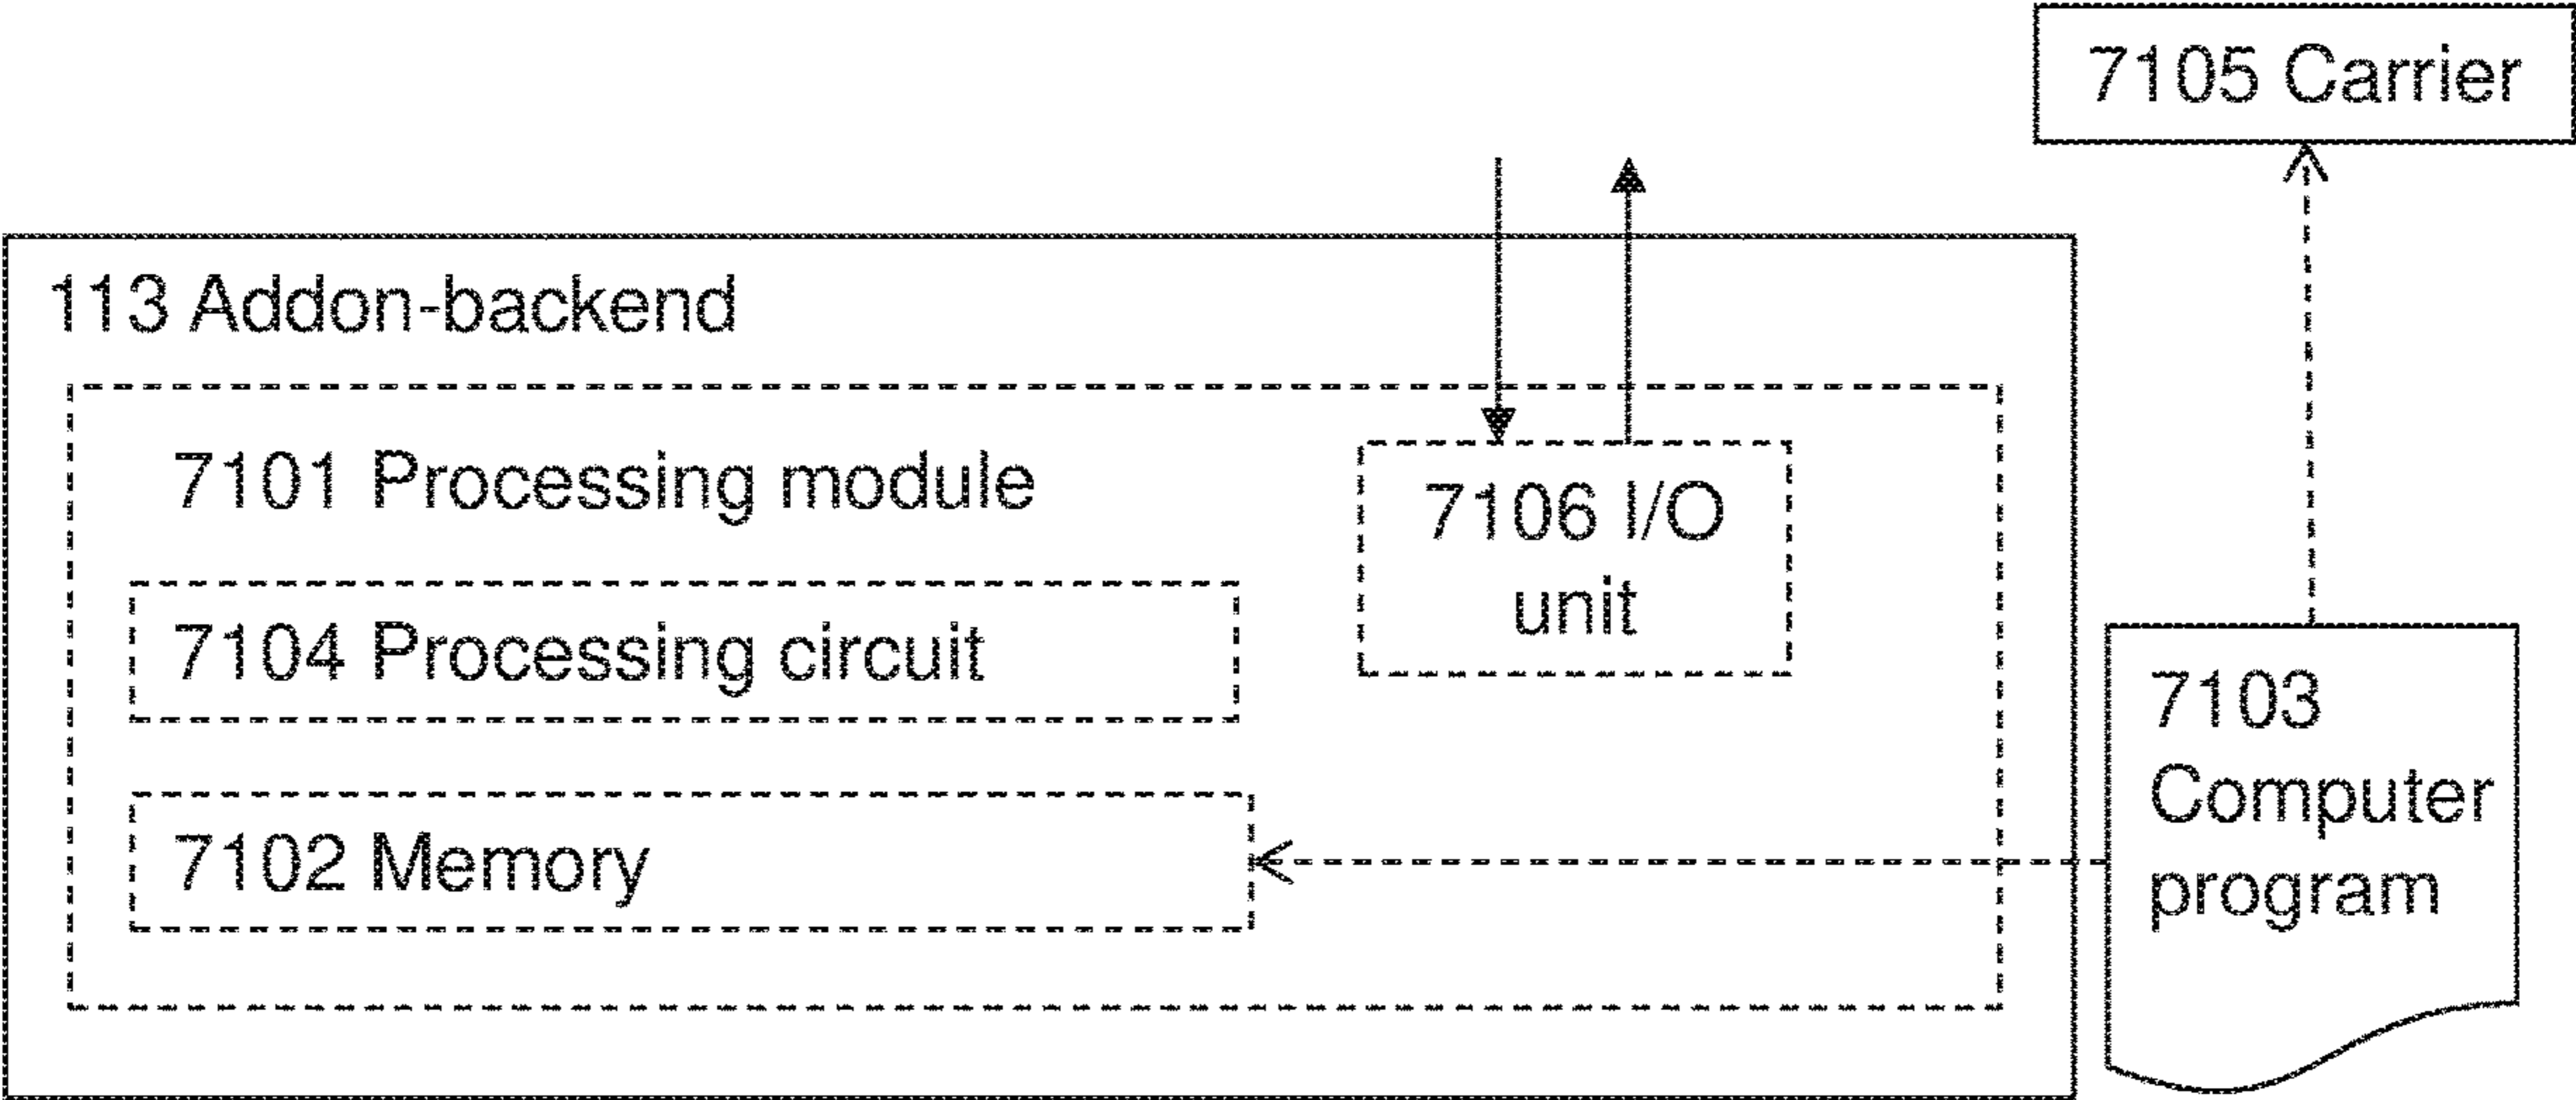 7105 Carrier
113 Addon-backend
7101 Processing module
7106 I/O
unit
7104 Processing circuit
7102 Memory
7103
Computer
program